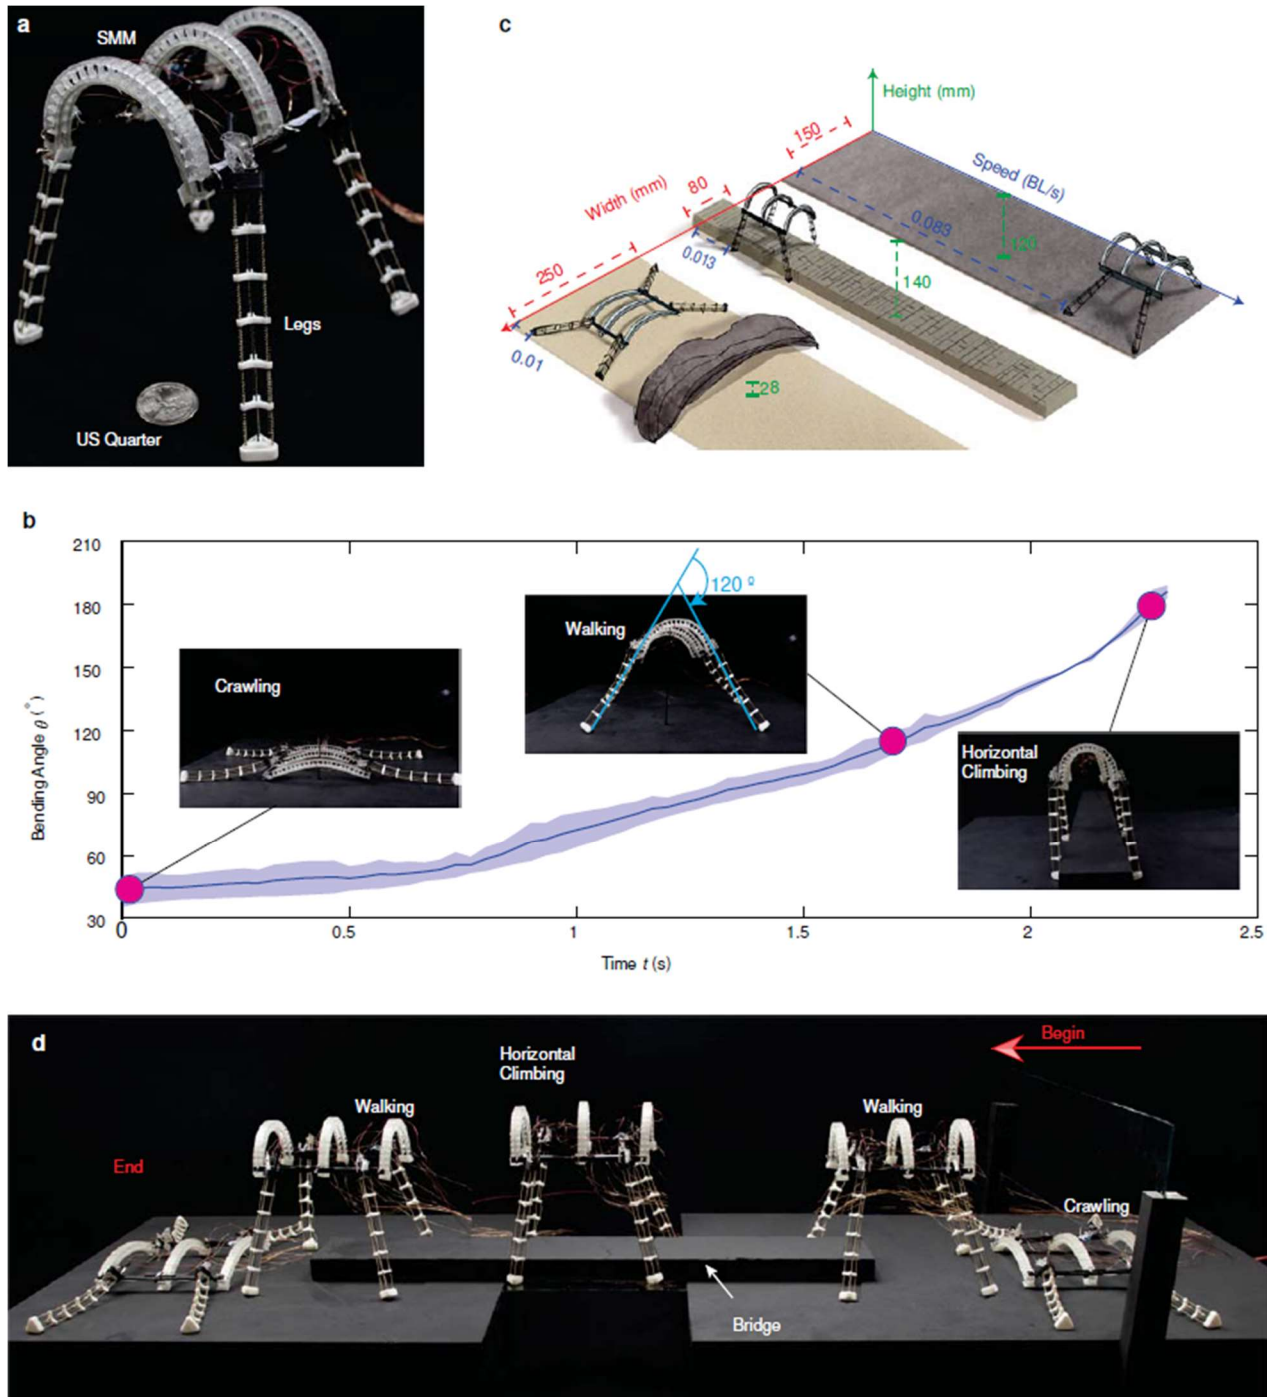 a
SMM
Legs
US Quarter
c
Height (mm)
150
Speed (BL/s)
Width (mm)
80
0.083
120
0.013
140
250
0.01
28
b
210
180
150
120
90
60
30
Bending Angle θ (°)
Crawling
Walking
120 º
Horizontal
Climbing
0
0.5
1
1.5
2
2.5
Time t (s)
d
Begin
Horizontal
Climbing
Walking
Walking
End
Crawling
Bridge